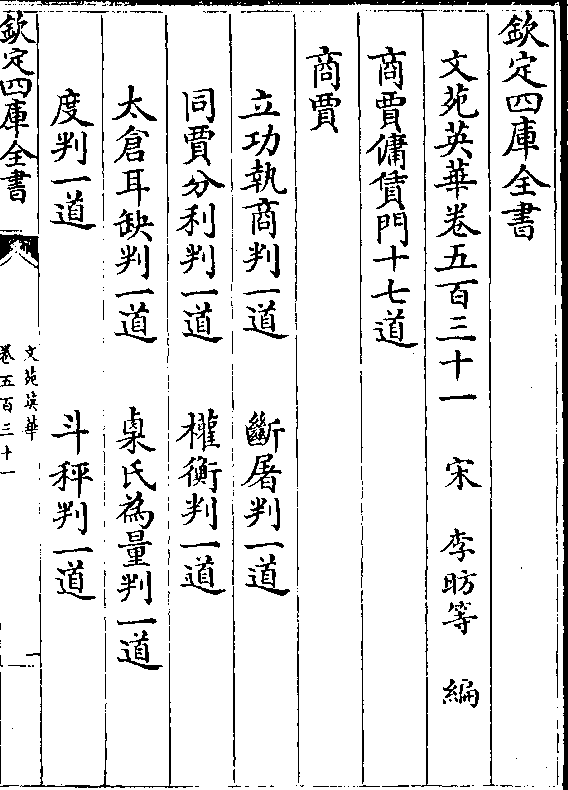 欽定四庫全書
文苑英華卷五百三十一 宋 李昉等 編
商賈傭賃門十七道
商賈
立功執商判一道 斷屠判一道
同賈分利判一道 權衡判一道
太倉耳缺判一道 㮚氏為量判一道
度判一道 斗秤判一道
欽定四庫全書
文苑英華
卷五百三十一
一